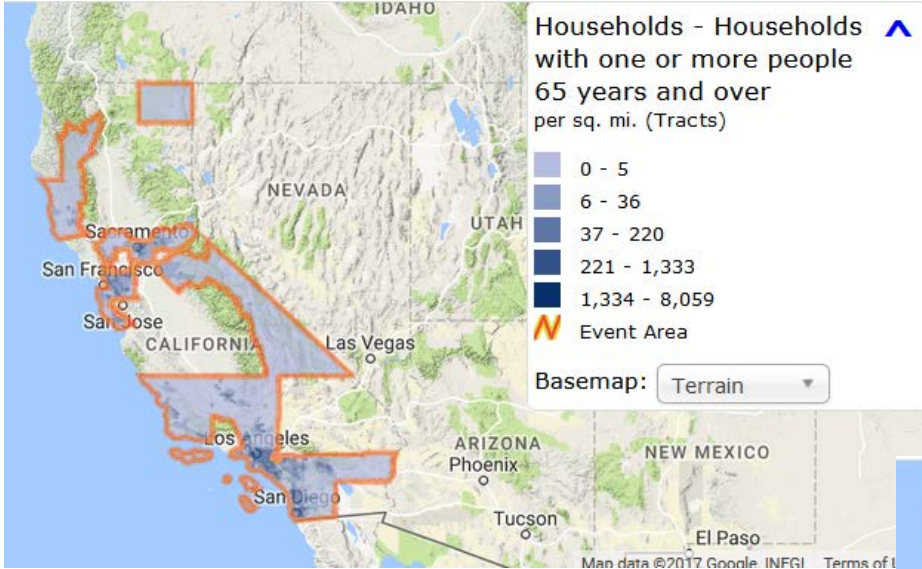 IDAHO
NEVADA
UTAH
Sacramento
San Francisco
San Jose
CALIFORNIA
Las Vegas
Los Angeles
ARIZONA
NEW MEXICO
Phoenix
San Diego
Tucson
El Paso
Map data ©2017 Google, INEGI Terms of
Households - Households
with one or more people
65 years and over
per sq. mi. (Tracts)
0 - 5
6 - 36
37 - 220
221 - 1,333
1,334 - 8,059
Event Area
Basemap: Terrain